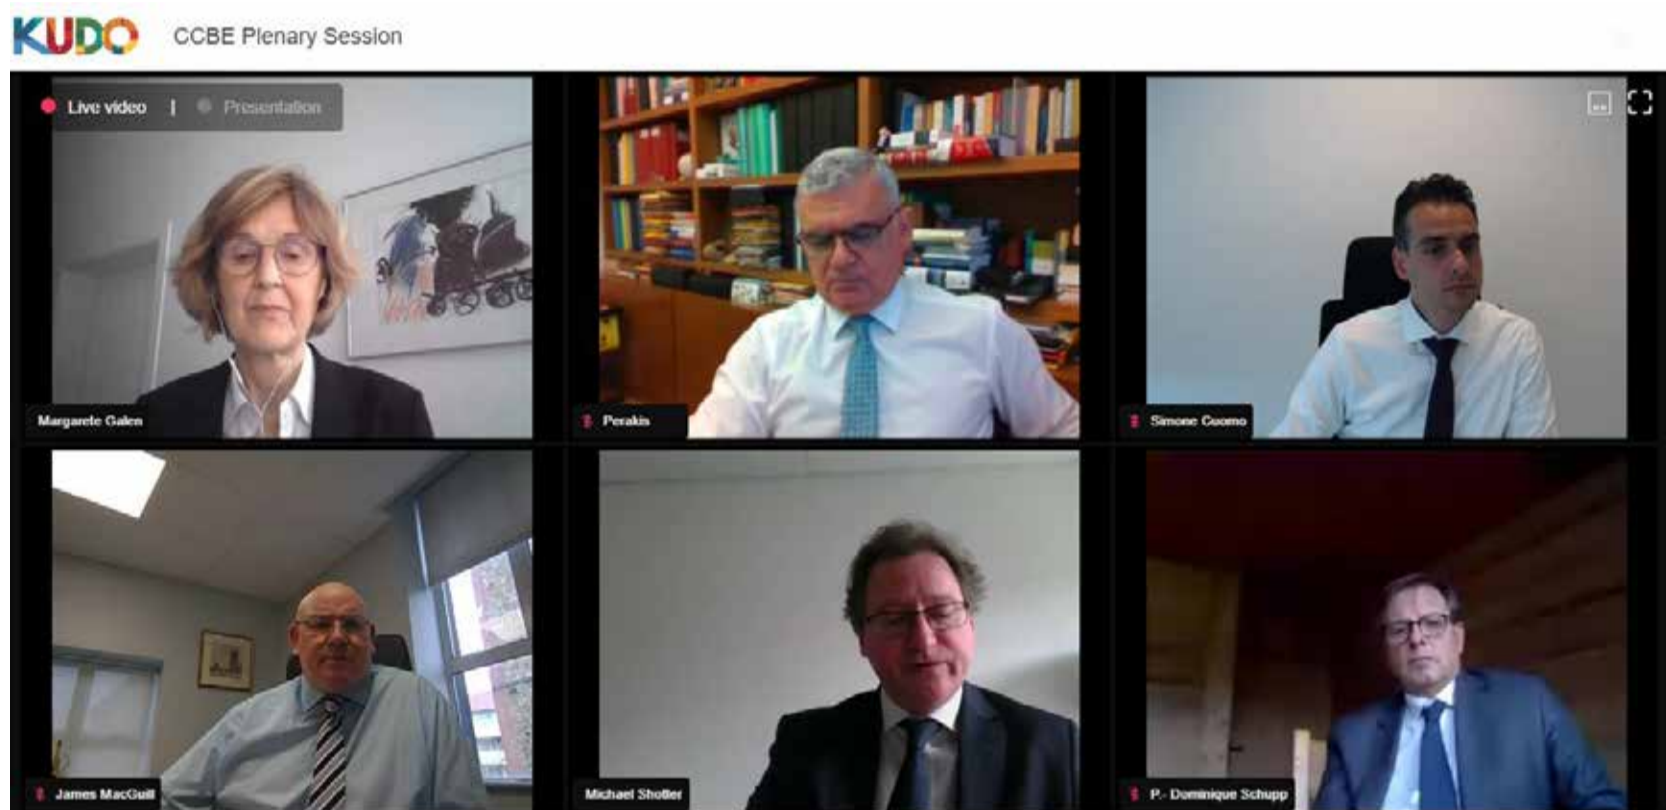 KUDO CCBE Plenary Session
Live video | Presentation
Margarete Galen
Perakis
Simone Cuomo
James MacGuill
Michael Shotter
P.- Dominique Schupp